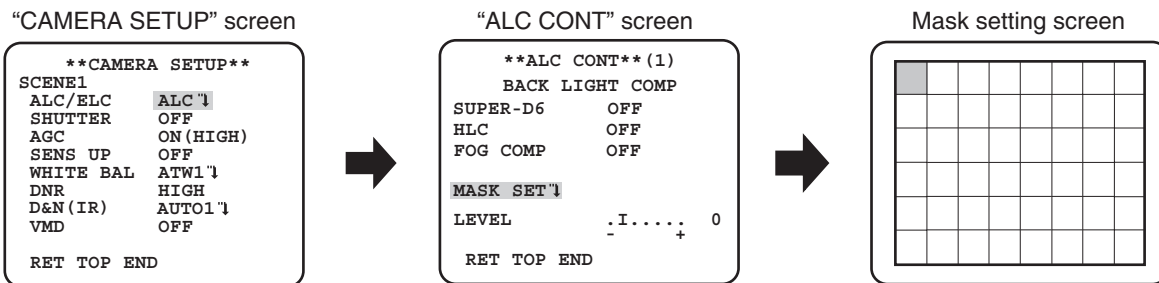 “CAMERA SETUP” screen
**CAMERA SETUP**
SCENE1
ALC/ELC ALC
SHUTTER OFF
AGC ON(HIGH)
SENS UP OFF
WHITE BAL ATW1
DNR HIGH
D&N(IR) AUTO1
VMD OFF
RET TOP END
“ALC CONT” screen
**ALC CONT**(1)
BACK LIGHT COMP
SUPER-D6 OFF
HLC OFF
FOG COMP OFF
MASK SET
LEVEL .I..... 0
- +
RET TOP END
Mask setting screen